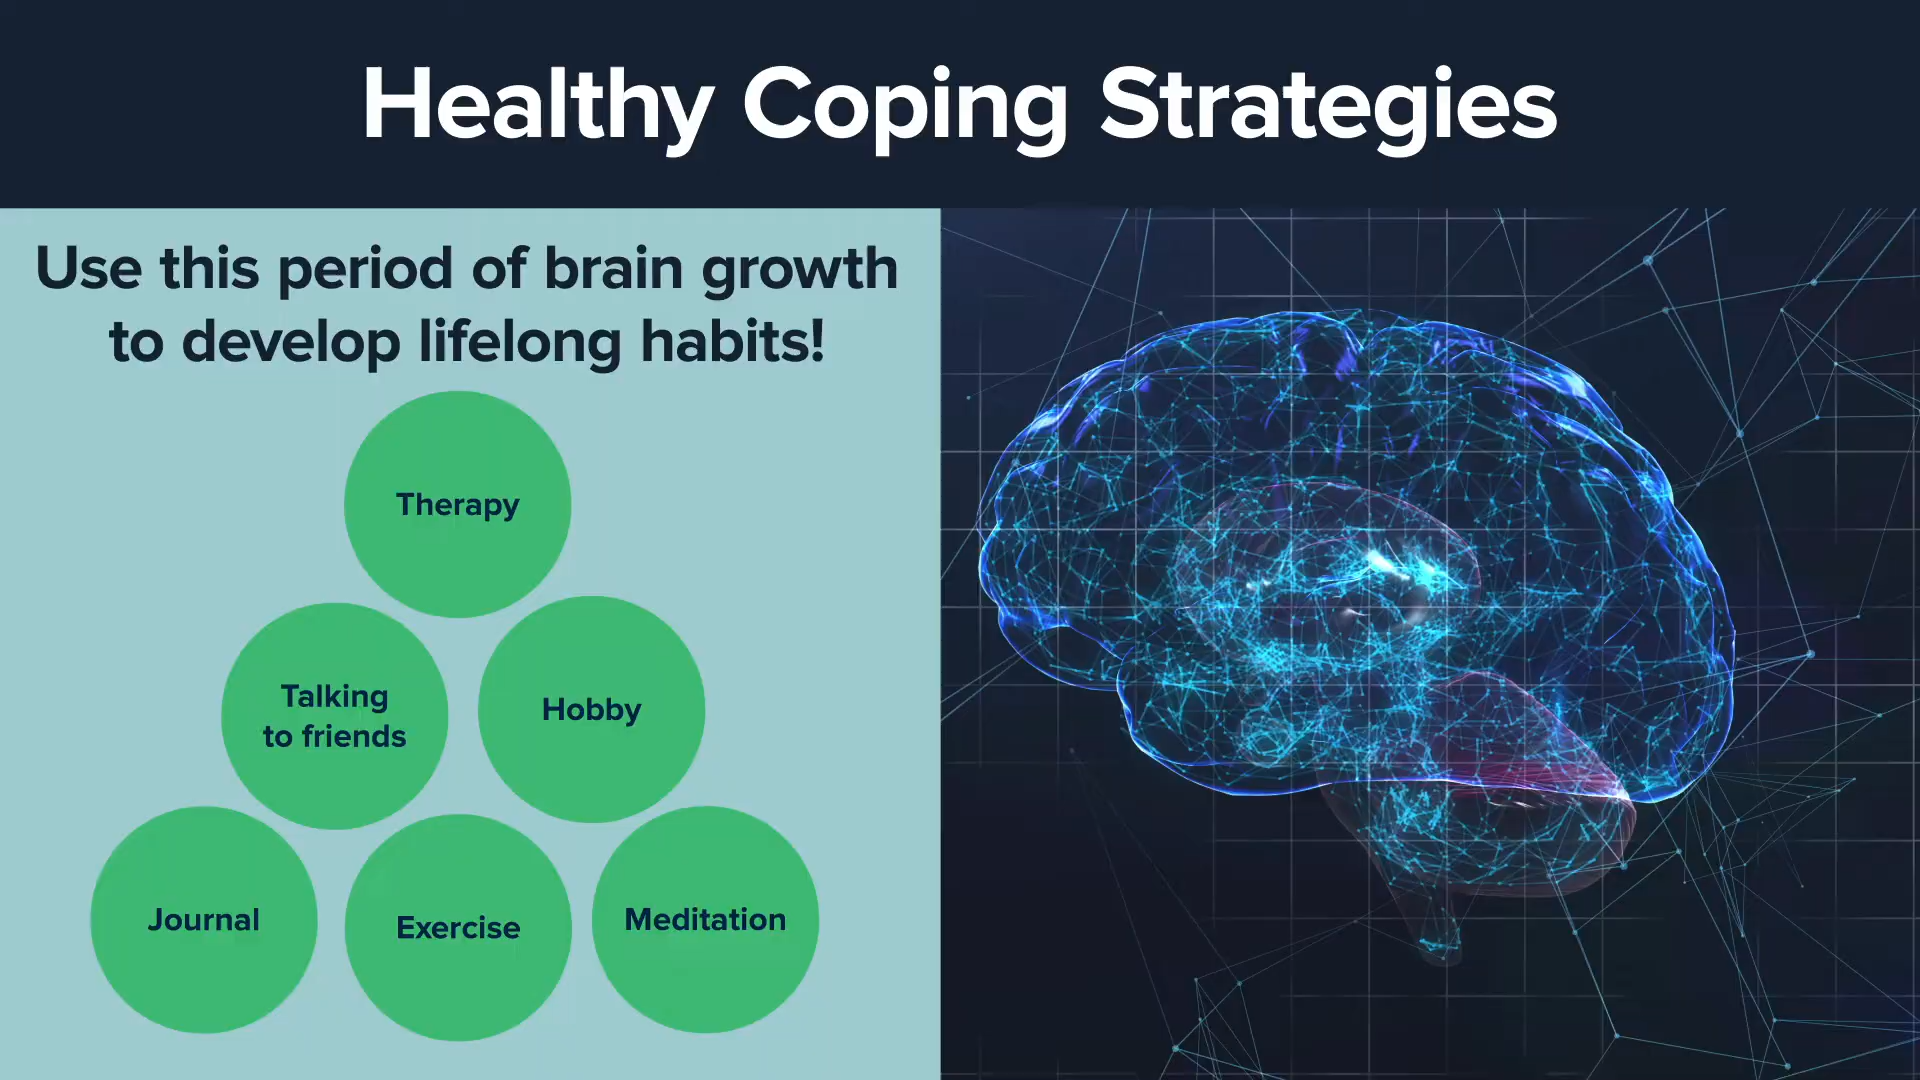 Healthy Coping Strategies
Use this period of brain growth
to develop lifelong habits!
Therapy
Talking
to friends
Hobby
Journal
Exercise
Meditation